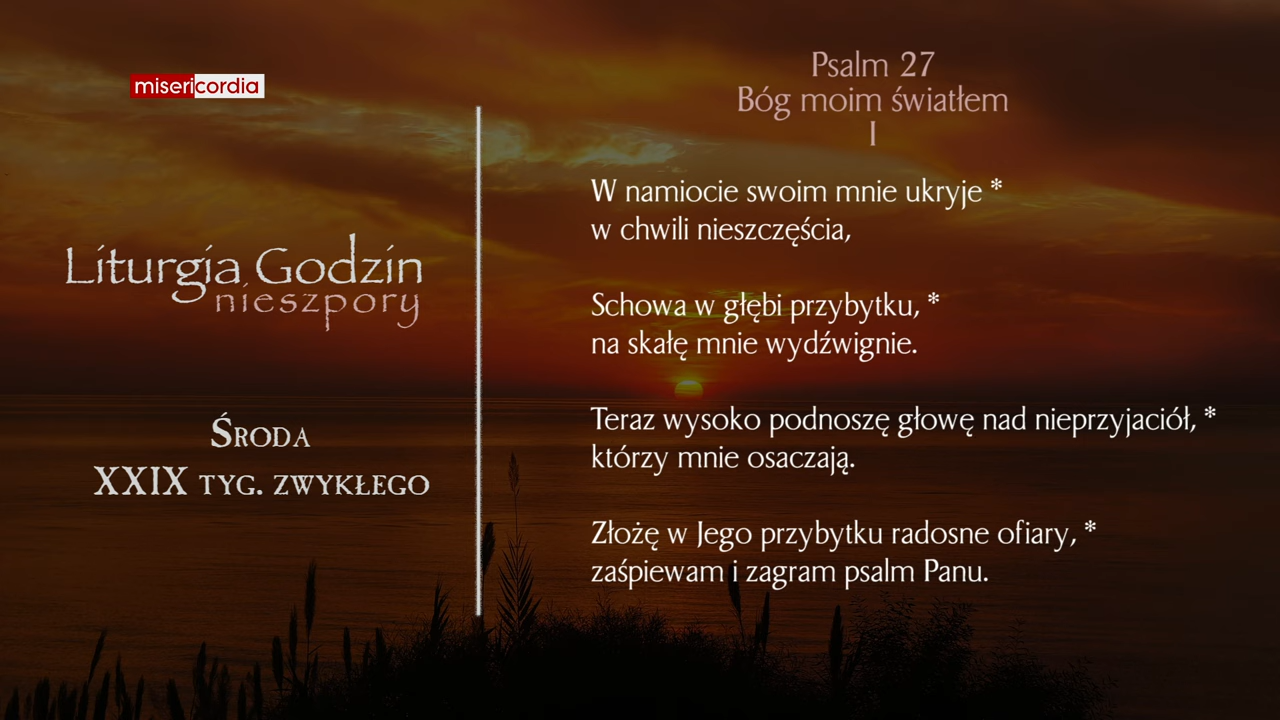 misericordia
Liturgia Godzin
nieszpory
Środa
XXIX tyg. zwykłego
Psalm 27
Bóg moim światłem
I
W namiocie swoim mnie ukryje *
w chwili nieszczęścia,
Schowa w głębi przybytku, *
na skałę mnie wydźwignie.
Teraz wysoko podnoszę głowę nad nieprzyjaciół, *
którzy mnie osaczają.
Złożę w Jego przybytku radosne ofiary, *
zaśpiewam i zagram psalm Panu.